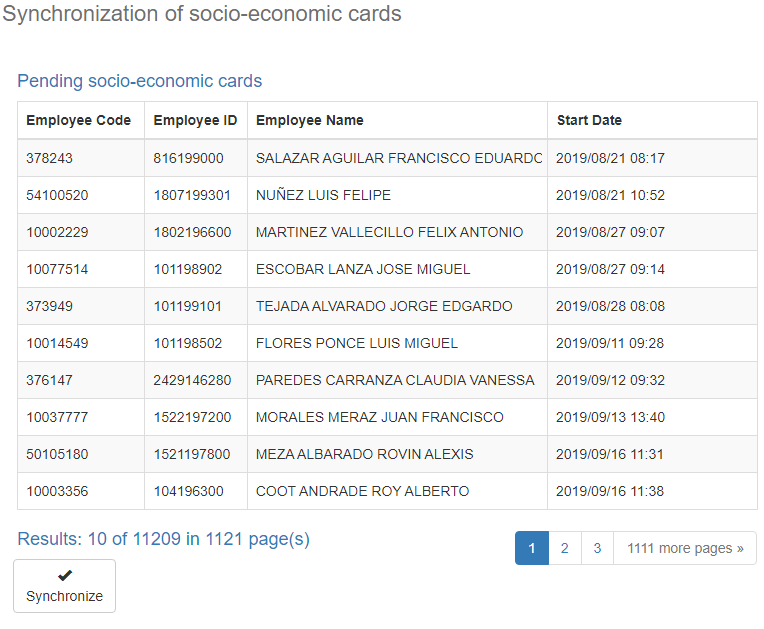 Synchronization of socio-economic cards
Pending socio-economic cards
Employee Code Employee ID Employee Name Start Date
378243 816199000 SALAZAR AGUILAR FRANCISCO EDUARDO 2019/08/21 08:17
54100520 1807199301 NUÑEZ LUIS FELIPE 2019/08/21 10:52
10002229 1802196600 MARTINEZ VALLECILLO FELIX ANTONIO 2019/08/27 09:07
10077514 101198902 ESCOBAR LANZA JOSE MIGUEL 2019/08/27 09:14
373949 101199101 TEJADA ALVARADO JORGE EDGARDO 2019/08/28 08:08
10014549 101198502 FLORES PONCE LUIS MIGUEL 2019/09/11 09:28
376147 2429146280 PAREDES CARRANZA CLAUDIA VANESSA 2019/09/12 09:32
10037777 1522197200 MORALES MERAZ JUAN FRANCISCO 2019/09/13 13:40
50105180 1521197800 MEZA ALBARADO ROVIN ALEXIS 2019/09/16 11:31
10003356 104196300 COOT ANDRADE ROY ALBERTO 2019/09/16 11:38
Results: 10 of 11209 in 1121 page(s)
1 2 3 1111 more pages »
Synchronize